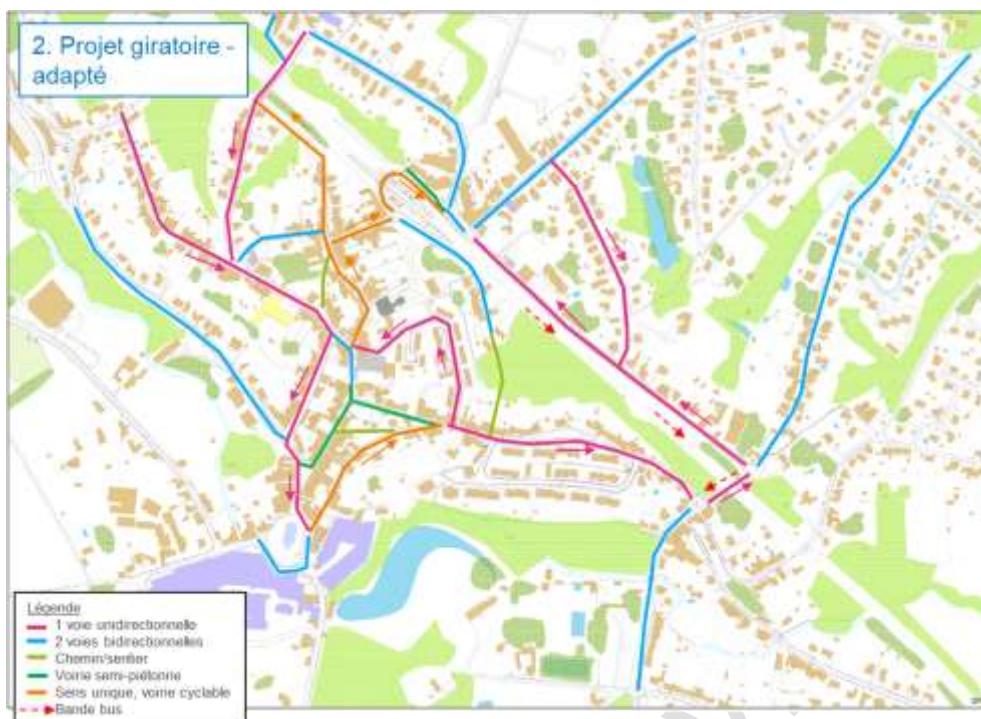 2. Projet giratoire -
adapté
Légende
1 voie unidirectionnelle
2 voies bidirectionnelles
Chemin/sentier
Voirie semi-piétonne
Sens unique, voirie cyclable
Bande bus